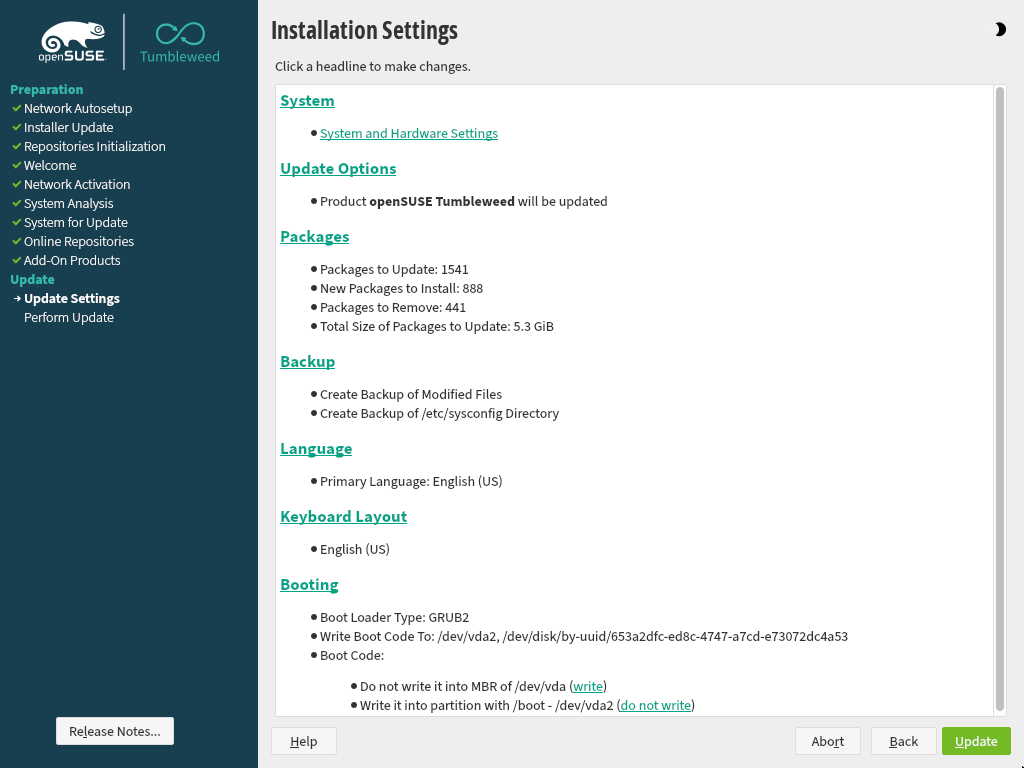 openSUSE
Tumbleweed
Preparation
Network Autosetup
Installer Update
Repositories Initialization
Welcome
Network Activation
System Analysis
System for Update
Online Repositories
Add-On Products
Update
Update Settings
Perform Update
Release Notes...
Installation Settings
Click a headline to make changes.
System
System and Hardware Settings
Update Options
Product openSUSE Tumbleweed will be updated
Packages
Packages to Update: 1541
New Packages to Install: 888
Packages to Remove: 441
Total Size of Packages to Update: 5.3 GiB
Backup
Create Backup of Modified Files
Create Backup of /etc/sysconfig Directory
Language
Primary Language: English (US)
Keyboard Layout
English (US)
Booting
Boot Loader Type: GRUB2
Write Boot Code To: /dev/vda2, /dev/disk/by-uuid/653a2dfc-ed8c-4747-a7cd-e73072dc4a53
Boot Code:
Do not write it into MBR of /dev/vda (write)
Write it into partition with /boot - /dev/vda2 (do not write)
Help
Abort
Back
Update